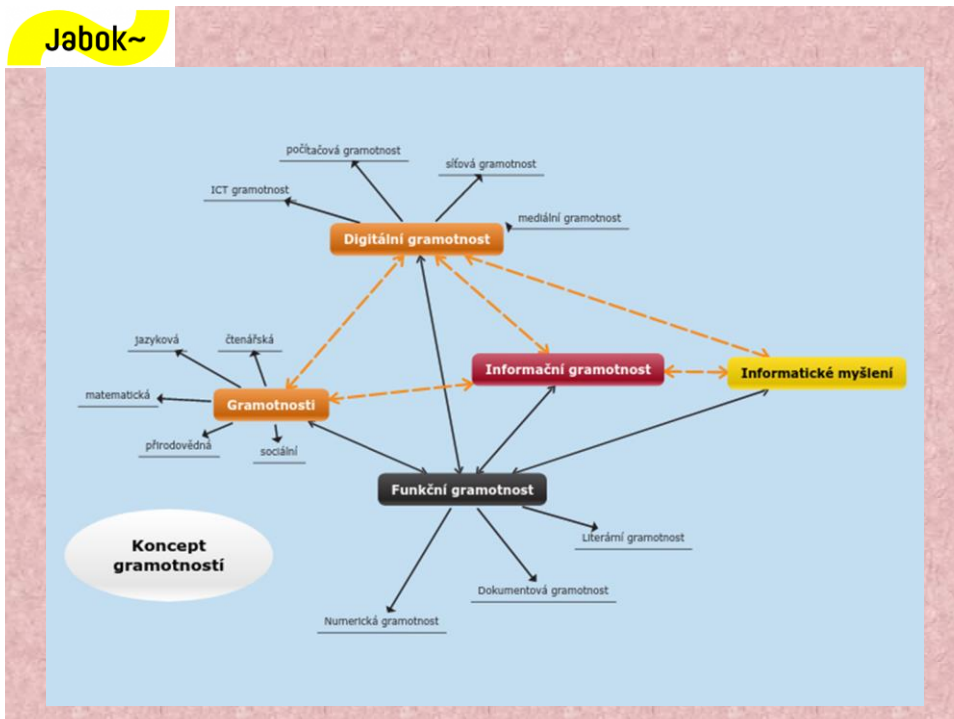 Jabok~
počítačová gramotnost
síťová gramotnost
ICT gramotnost
mediální gramotnost
Digitální gramotnost
jazyková
čtenářská
Informační gramotnost
Informatické myšlení
matematická
Gramotnosti
přírodovědná
sociální
Funkční gramotnost
Literární gramotnost
Koncept
gramotností
Dokumentová gramotnost
Numerická gramotnost